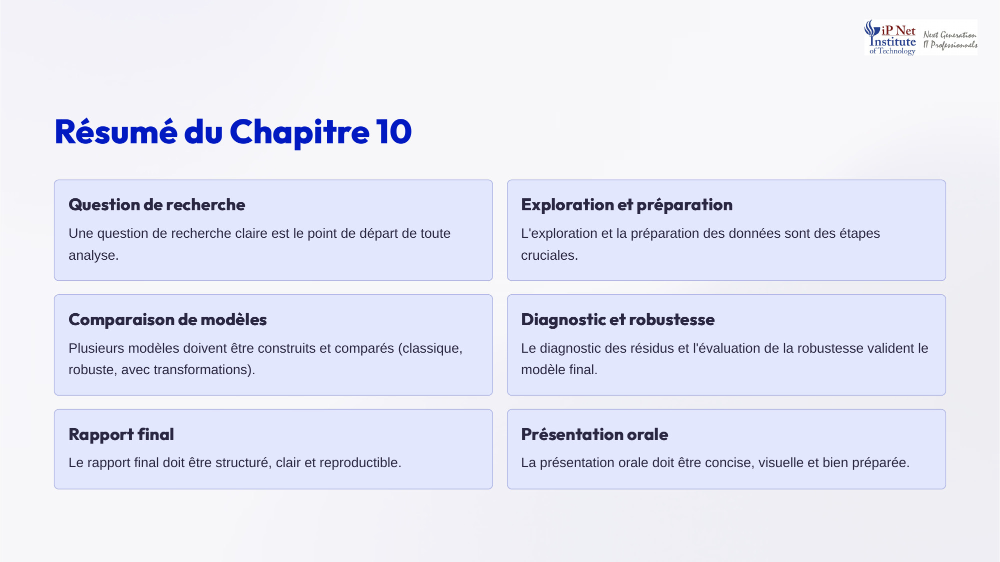 iP Net
Institute
of Technology
Next Generation
IT Professionnels
Résumé du Chapitre 10
Question de recherche
Une question de recherche claire est le point de départ de toute
analyse.
Exploration et préparation
L'exploration et la préparation des données sont des étapes
cruciales.
Comparaison de modèles
Plusieurs modèles doivent être construits et comparés (classique,
robuste, avec transformations).
Diagnostic et robustesse
Le diagnostic des résidus et l'évaluation de la robustesse valident le
modèle final.
Rapport final
Le rapport final doit être structuré, clair et reproductible.
Présentation orale
La présentation orale doit être concise, visuelle et bien préparée.